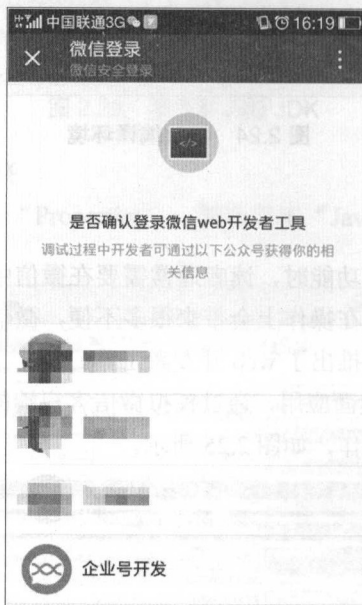 中国联通3G 16:19
微信登录
微信安全登录
</>
是否确认登录微信web开发者工具
调试过程中开发者可通过以下公众号获得你的相
关信息
企业号开发